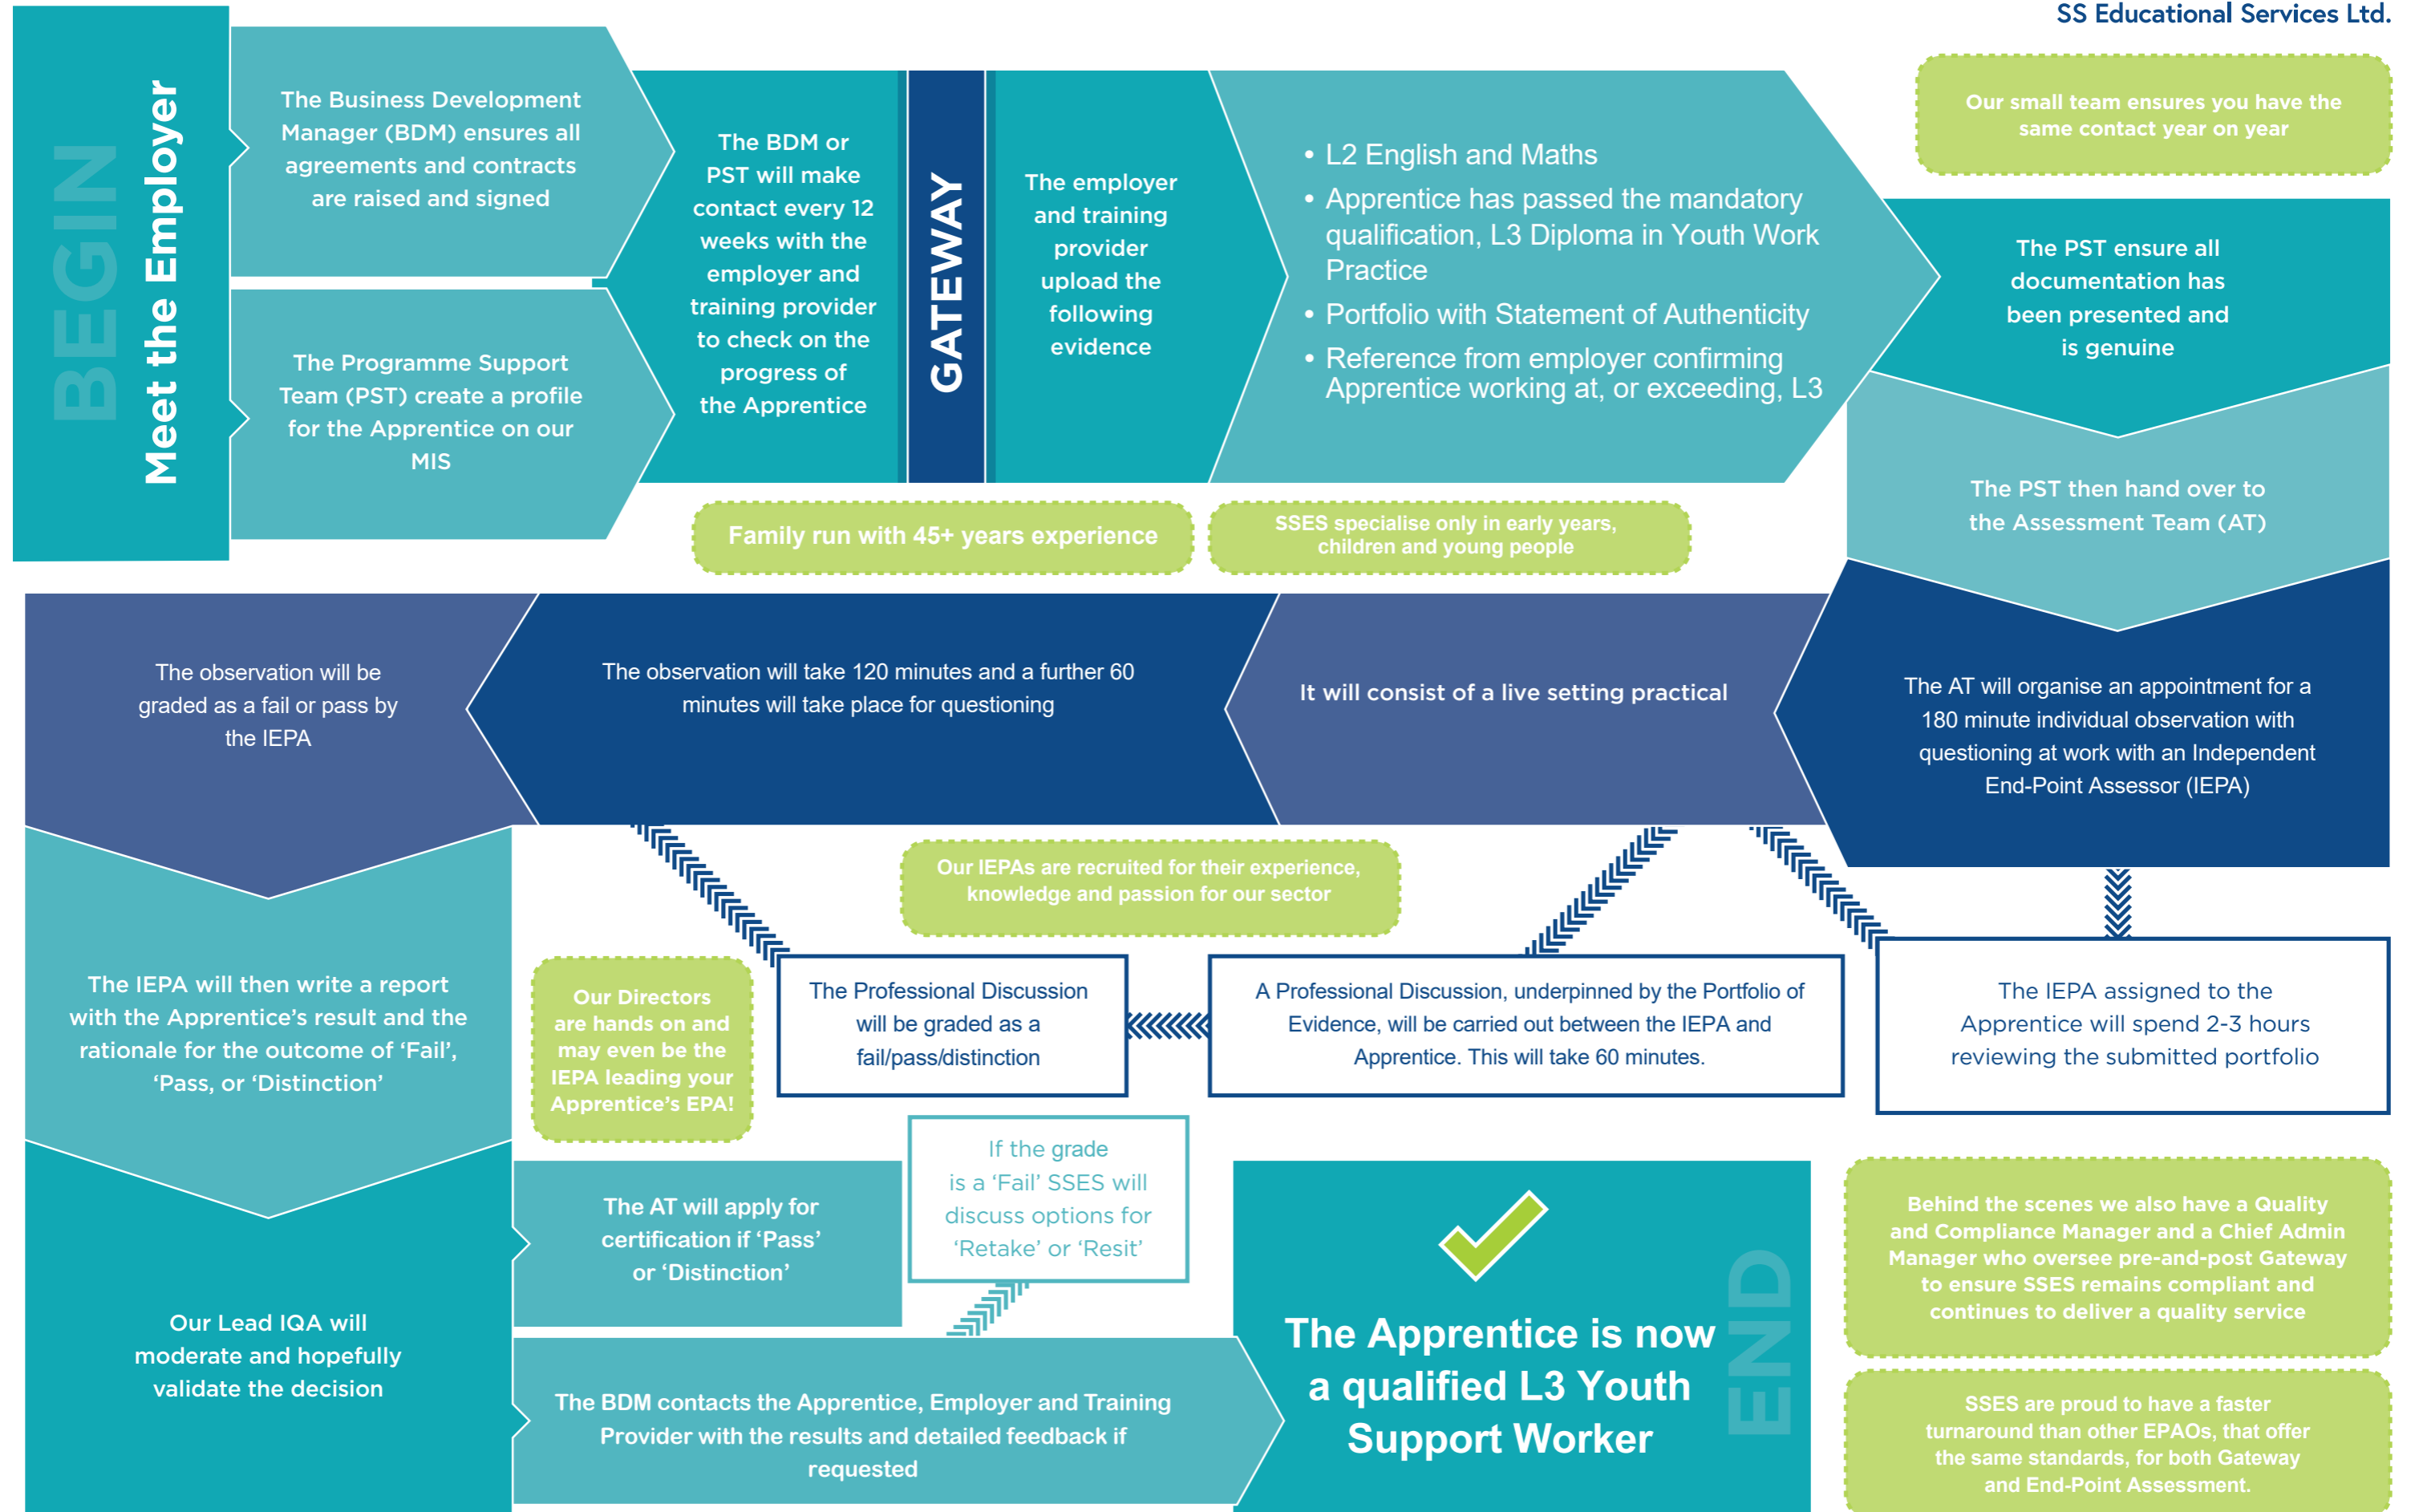 SS Educational Services Ltd.
BEGIN
Meet the Employer
The Business Development
Manager (BDM) ensures all
agreements and contracts
are raised and signed
The Programme Support
Team (PST) create a profile
for the Apprentice on our
MIS
The BDM or
PST will make
contact every 12
weeks with the
employer and
training provider
to check on the
progress of
the Apprentice
GATEWAY
The employer
and training
provider
upload the
following
evidence
• L2 English and Maths
• Apprentice has passed the mandatory
qualification, L3 Diploma in Youth Work
Practice
• Portfolio with Statement of Authenticity
• Reference from employer confirming
Apprentice working at, or exceeding, L3
Our small team ensures you have the
same contact year on year
The PST ensure all
documentation has
been presented and
is genuine
The PST then hand over to
the Assessment Team (AT)
Family run with 45+ years experience
SSES specialise only in early years,
children and young people
The AT will organise an appointment for a
180 minute individual observation with
questioning at work with an Independent
End-Point Assessor (IEPA)
It will consist of a live setting practical
The observation will take 120 minutes and a further 60
minutes will take place for questioning
The observation will be
graded as a fail or pass by
the IEPA
Our IEPAs are recruited for their experience,
knowledge and passion for our sector
The IEPA assigned to the
Apprentice will spend 2-3 hours
reviewing the submitted portfolio
A Professional Discussion, underpinned by the Portfolio of
Evidence, will be carried out between the IEPA and
Apprentice. This will take 60 minutes.
The Professional Discussion
will be graded as a
fail/pass/distinction
Our Directors
are hands on and
may even be the
IEPA leading your
Apprentice’s EPA!
The IEPA will then write a report
with the Apprentice’s result and the
rationale for the outcome of ‘Fail’,
‘Pass, or ‘Distinction’
Our Lead IQA will
moderate and hopefully
validate the decision
The AT will apply for
certification if ‘Pass’
or ‘Distinction’
If the grade
is a ‘Fail’ SSES will
discuss options for
‘Retake’ or ‘Resit’
The BDM contacts the Apprentice, Employer and Training
Provider with the results and detailed feedback if
requested
The Apprentice is now
a qualified L3 Youth
Support Worker
END
Behind the scenes we also have a Quality
and Compliance Manager and a Chief Admin
Manager who oversee pre-and-post Gateway
to ensure SSES remains compliant and
continues to deliver a quality service
SSES are proud to have a faster
turnaround than other EPAOs, that offer
the same standards, for both Gateway
and End-Point Assessment.